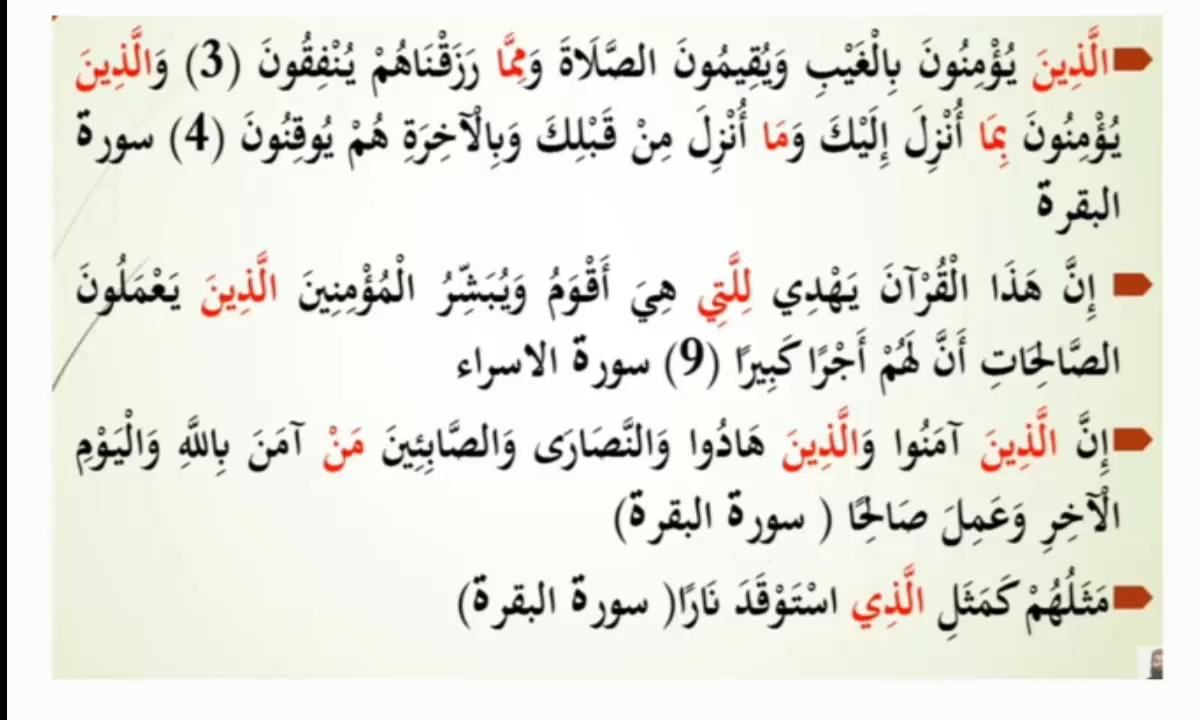 الَّذِينَ يُؤْمِنُونَ بِالْغَيْبِ وَيُقِيمُونَ الصَّلَاةَ وَمِمَّا رَزَقْنَاهُمْ يُنْفِقُونَ (3) وَالَّذِينَ
يُؤْمِنُونَ بِمَا أُنْزِلَ إِلَيْكَ وَمَا أُنْزِلَ مِنْ قَبْلِكَ وَبِالْآخِرَةِ هُمْ يُوقِنُونَ (4) سورة
البقرة
إِنَّ هَذَا الْقُرْآنَ يَهْدِي لِلَّتِي هِيَ أَقْوَمُ وَيُبَشِّرُ الْمُؤْمِنِينَ الَّذِينَ يَعْمَلُونَ
الصَّالِحَاتِ أَنَّ لَهُمْ أَجْرًا كَبِيرًا (9) سورة الاسراء
إِنَّ الَّذِينَ آمَنُوا وَالَّذِينَ هَادُوا وَالنَّصَارَى وَالصَّابِئِينَ مَنْ آمَنَ بِاللَّهِ وَالْيَوْمِ
الْآخِرِ وَعَمِلَ صَالِحًا ( سورة البقرة)
مَثَلُهُمْ كَمَثَلِ الَّذِي اسْتَوْقَدَ نَارًا( سورة البقرة)